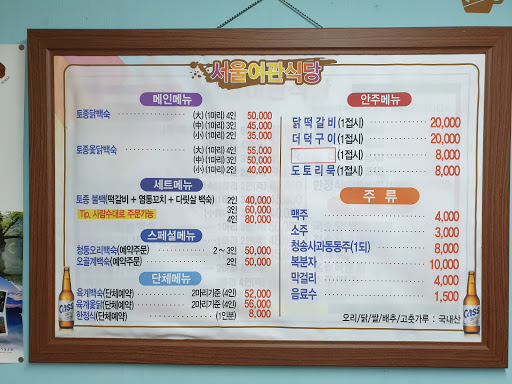 서울여관식당
메인메뉴
토종닭백숙 (大) (1마리) 4인 50,000
(中) (1마리) 3인 45,000
(小) (1마리) 2인 35,000
토종옻닭백숙 (大) (1마리) 4인 55,000
(中) (1마리) 3인 50,000
(小) (1마리) 2인 40,000
세트메뉴
토종 불백(떡갈비 + 염통꼬치 + 다릿살 백숙) 2인 40,000
3인 60,000
Tip. 사람수대로 주문가능
4인 80,000
스페셜메뉴
청둥오리백숙(예약주문) 2~3인 50,000
오골계백숙(예약주문) 2인 50,000
단체메뉴
육계백숙(단체예약) 2마리기준 (4인) 52,000
육계옻닭(단체예약) 2마리기준 (4인) 56,000
한정식(단체예약) (1인분) 8,000
안주메뉴
닭떡갈비(1접시) 20,000
더덕구이(1접시) 20,000
(1접시) 8,000
도토리묵(1접시) 8,000
주류
맥주 4,000
소주 3,000
청송사과동동주(1되) 8,000
복분자 10,000
막걸리 4,000
음료수 1,500
Cass
Cass
오리/닭/쌀/배추/고춧가루 : 국내산